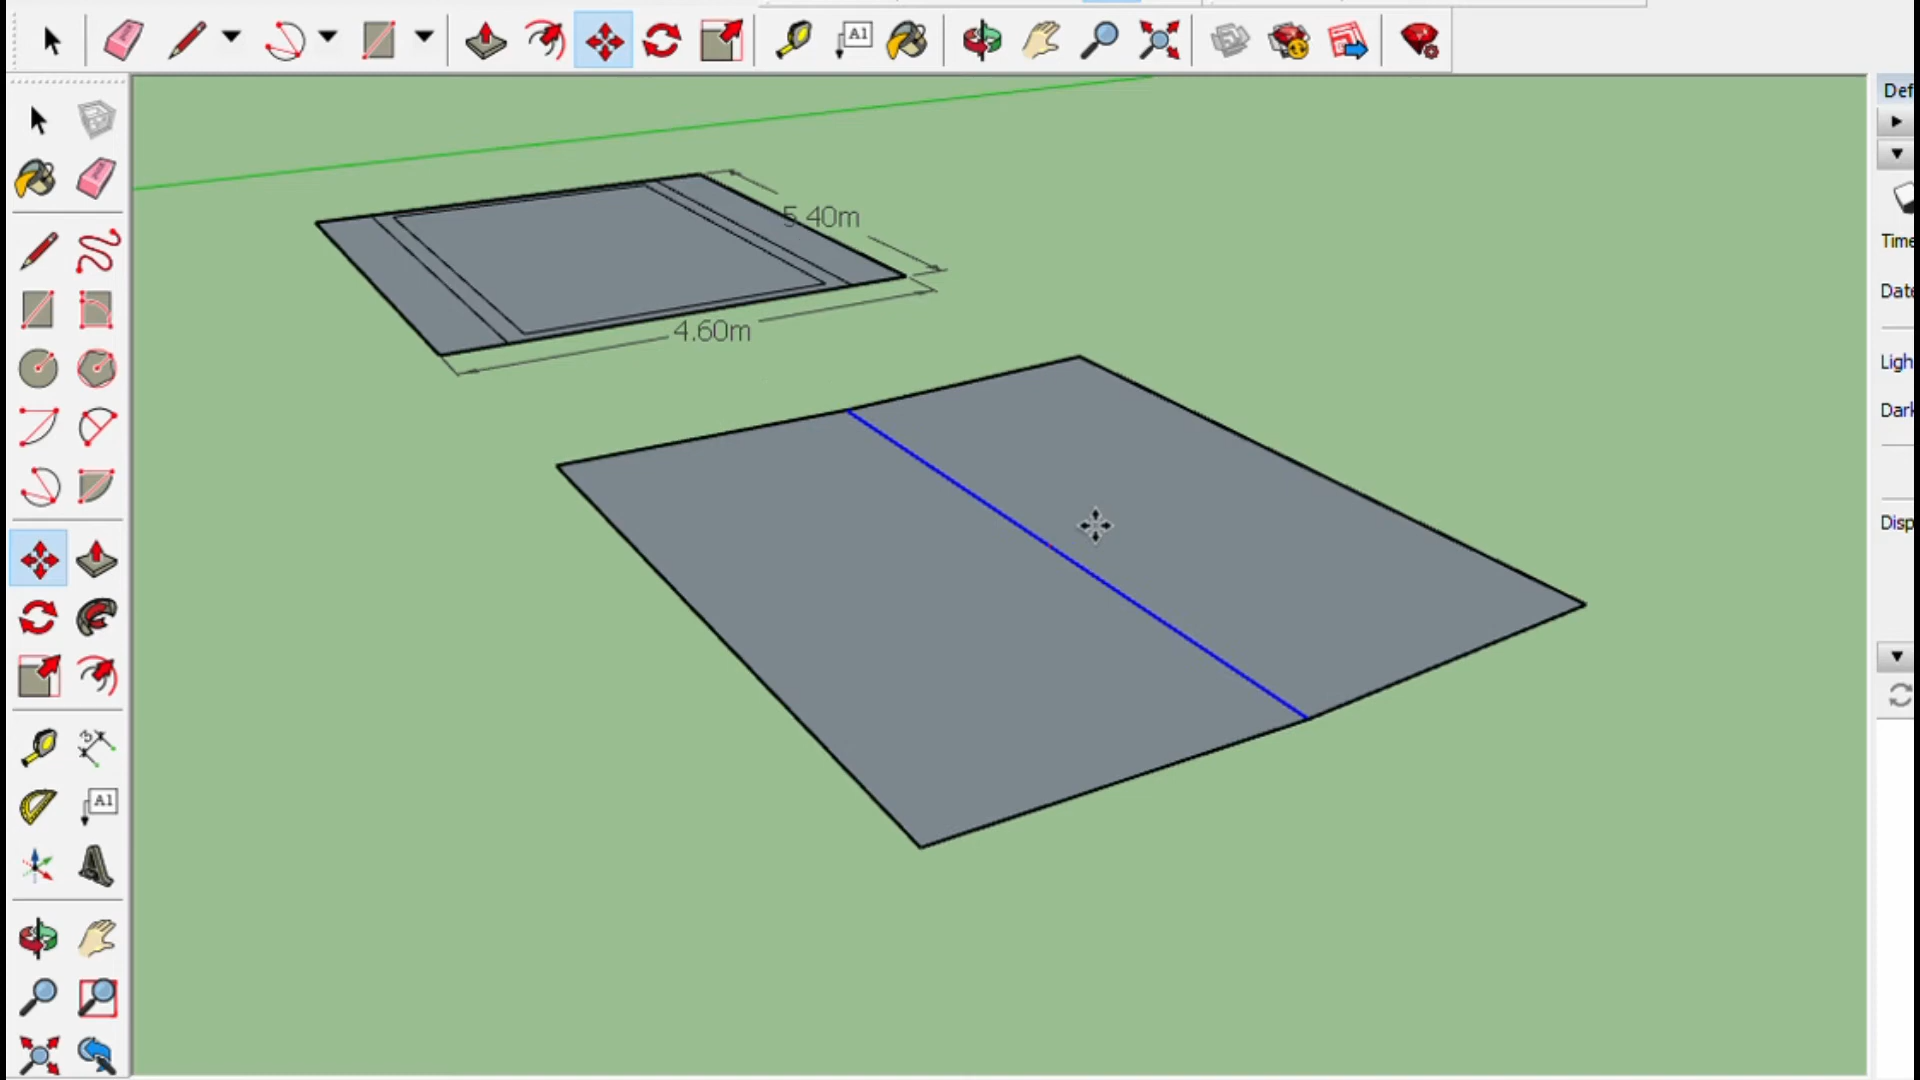 A1
Def
Time
Date
5.40m
4.60m
Ligh
Dark
Disp
A1